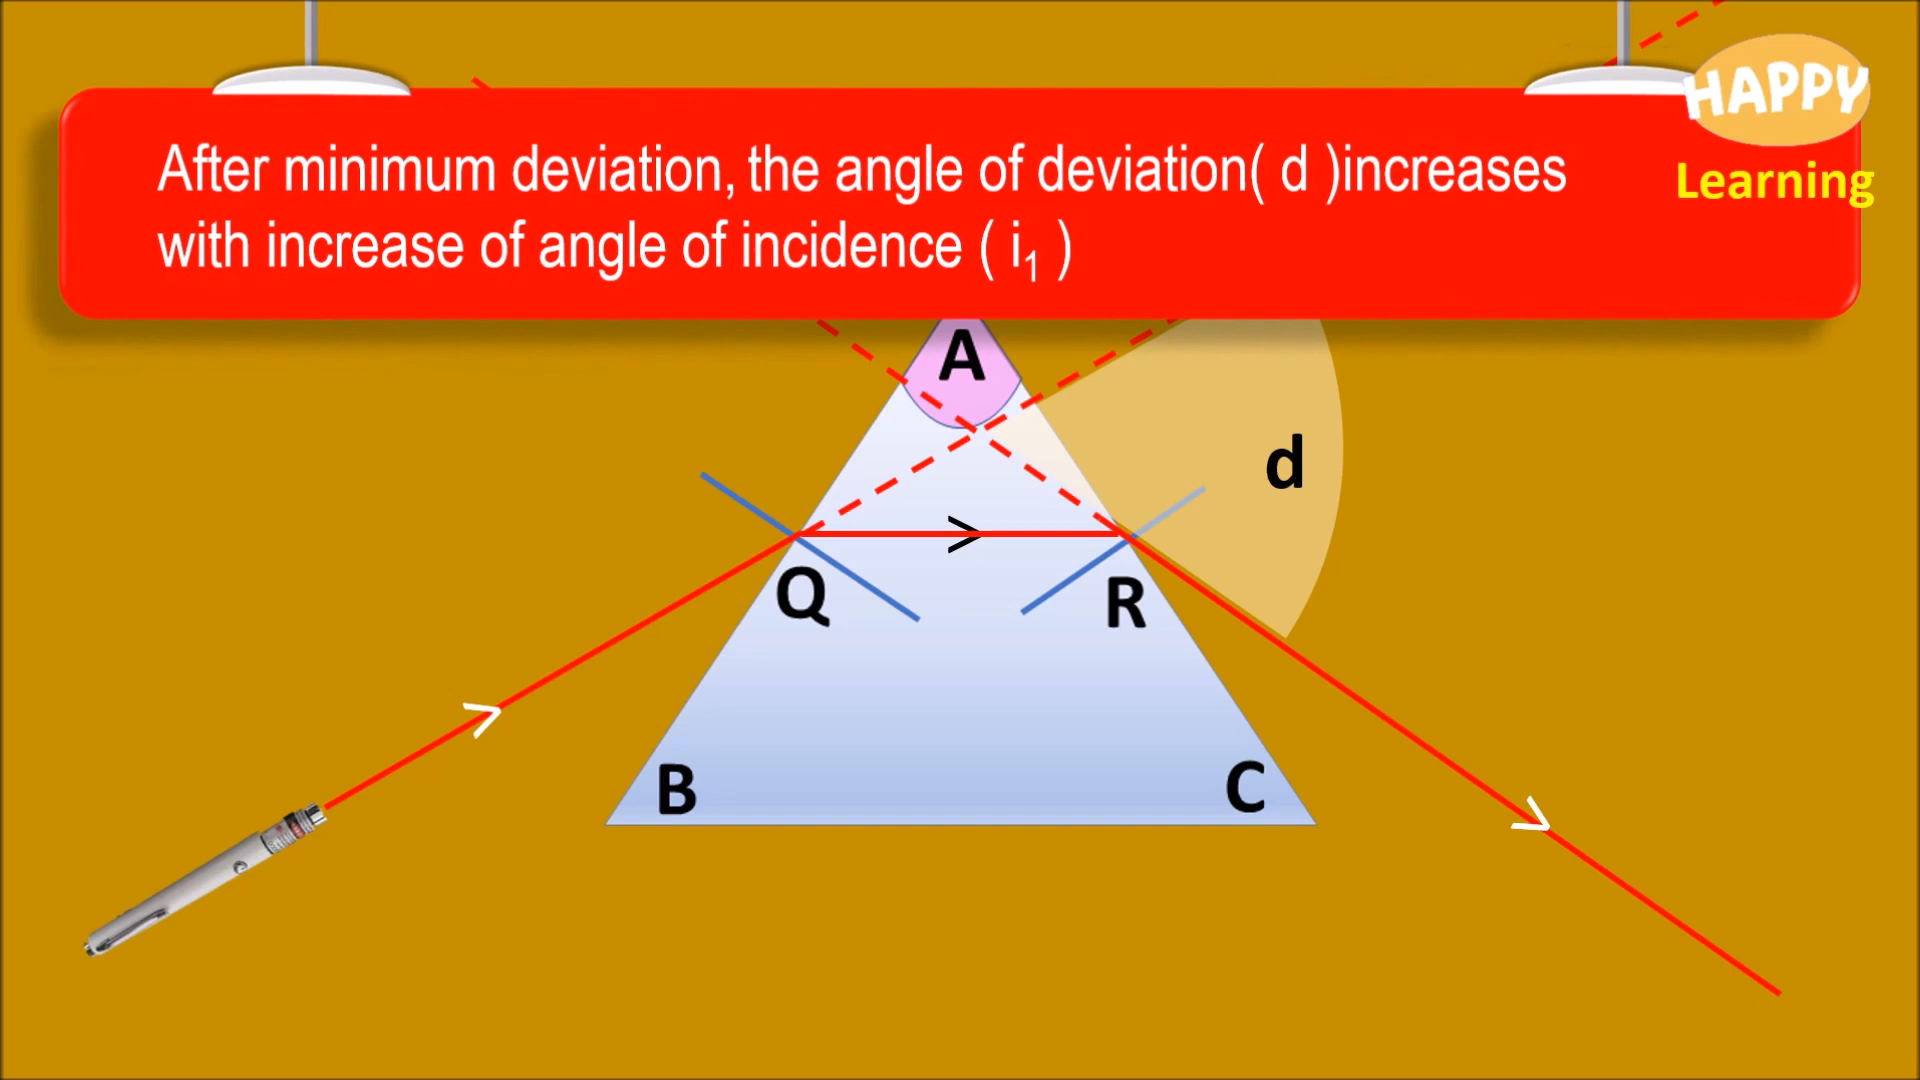 HAPPY
Learning
After minimum deviation, the angle of deviation( d )increases
with increase of angle of incidence ( i₁ )
A
d
Q
R
B
C